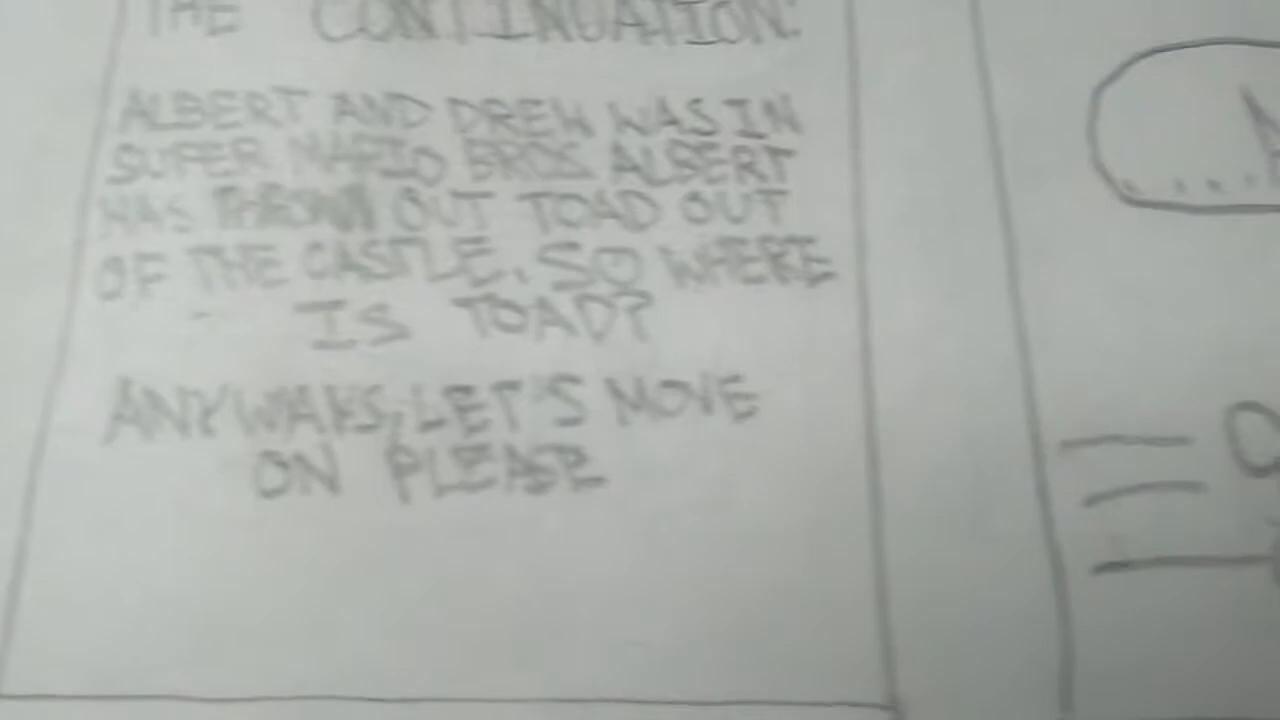 THE CONTINUATION:
ALBERT AND DREW WAS IN
SUPER MARIO BROS. ALBERT
HAS THROWN OUT TOAD OUT
OF THE CASTLE, SO WHERE
IS TOAD?
ANYWAYS, LET'S MOVE
ON PLEASE